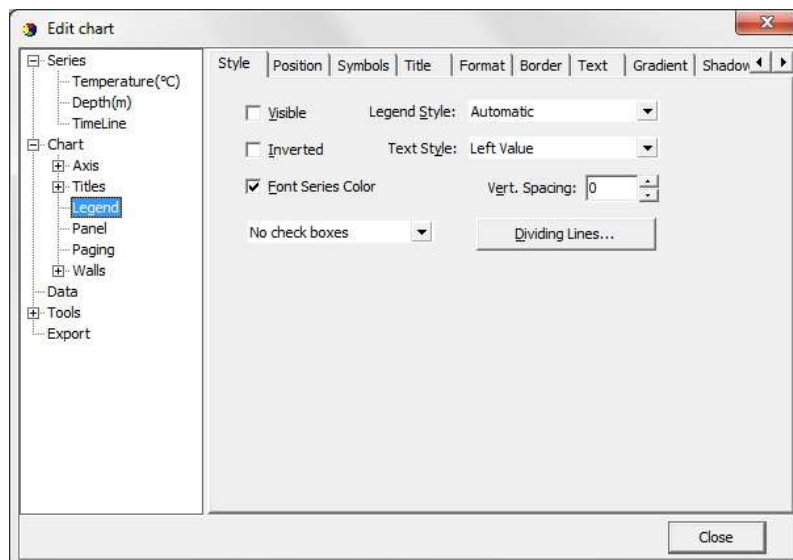 Edit chart
Series
Temperature(°C)
Depth(m)
TimeLine
Chart
Axis
Titles
Legend
Panel
Paging
Walls
Data
Tools
Export
Style Position Symbols Title Format Border Text Gradient Shadow
Visible Legend Style: Automatic
Inverted Text Style: Left Value
Font Series Color Vert. Spacing: 0
No check boxes Dividing Lines...
Close